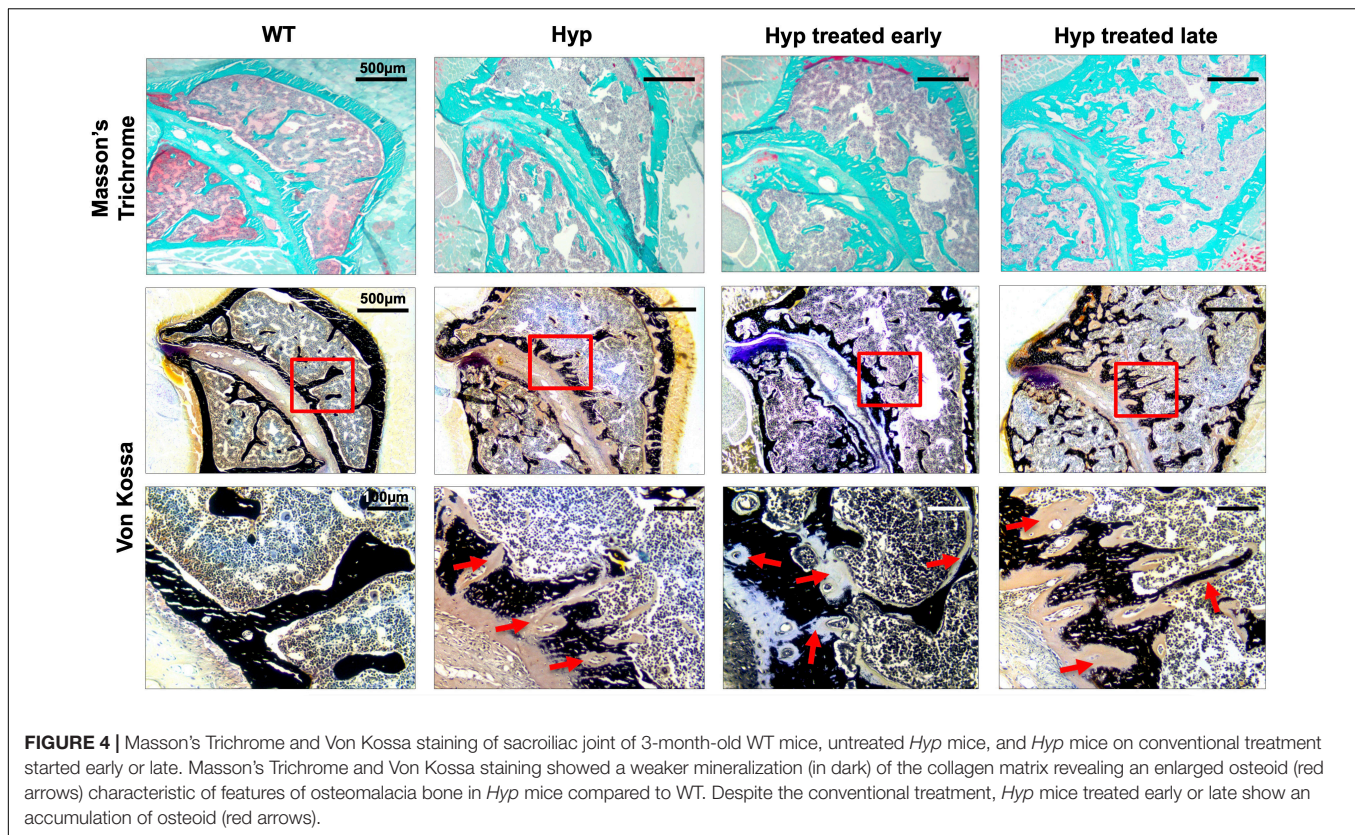 WT Hyp Hyp treated early Hyp treated late
Masson's
Trichrome
500µm
Von Kossa
500µm
100µm
FIGURE 4 | Masson's Trichrome and Von Kossa staining of sacroiliac joint of 3-month-old WT mice, untreated Hyp mice, and Hyp mice on conventional treatment
started early or late. Masson's Trichrome and Von Kossa staining showed a weaker mineralization (in dark) of the collagen matrix revealing an enlarged osteoid (red
arrows) characteristic of features of osteomalacia bone in Hyp mice compared to WT. Despite the conventional treatment, Hyp mice treated early or late show an
accumulation of osteoid (red arrows).